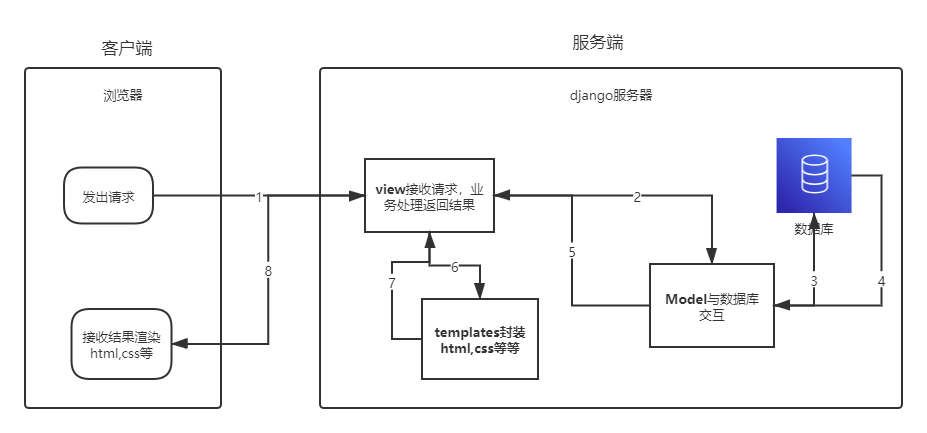 客户端
服务端
浏览器
django服务器
发出请求
1
view接收请求，业
务处理返回结果
2
数据库
8
5
3
4
6
7
Model与数据库
交互
接收结果渲染
html,css等
templates封装
html,css等等